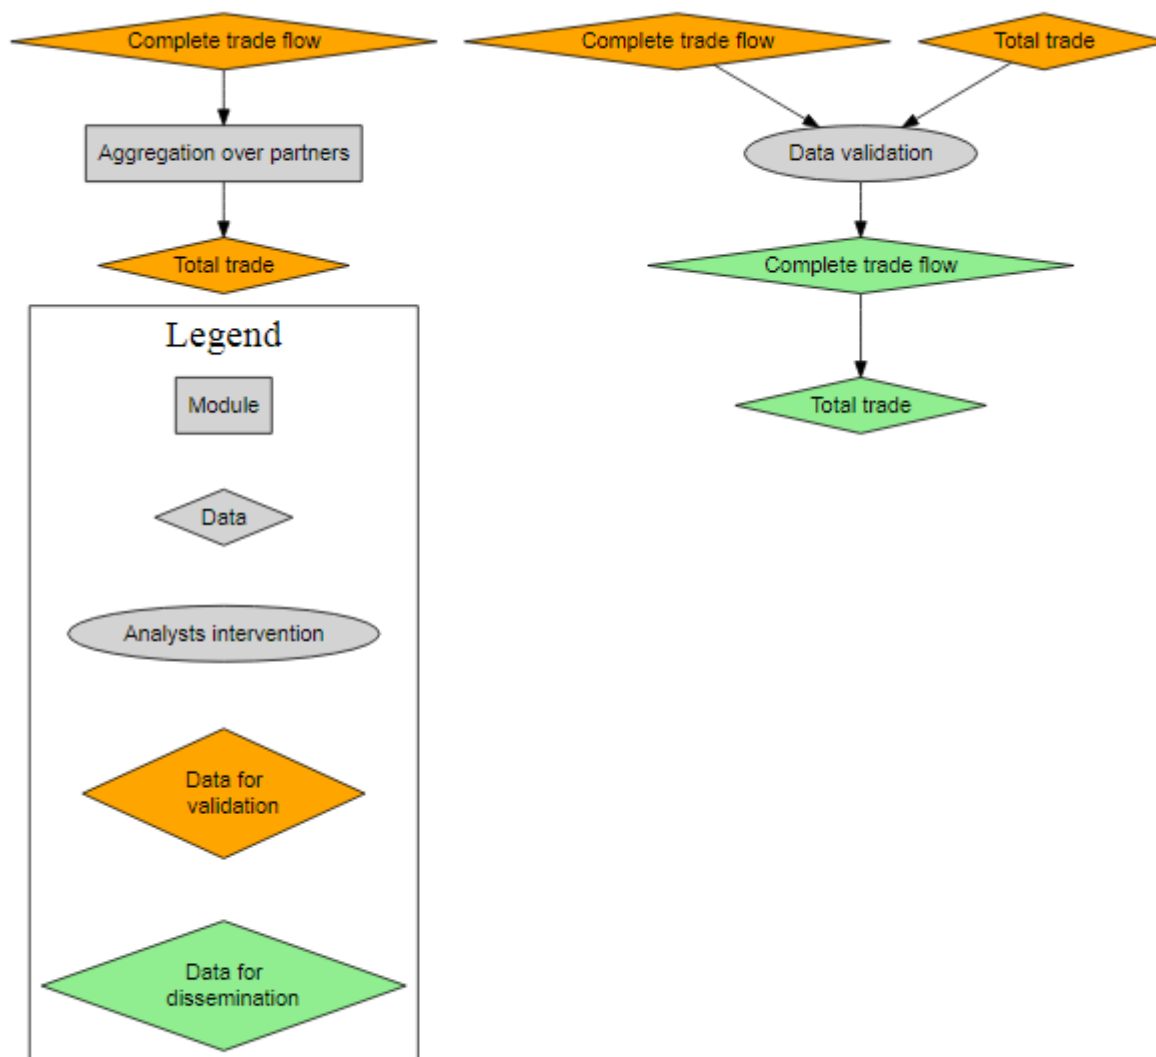 Complete trade flow
Aggregation over partners
Total trade
Complete trade flow
Total trade
Data validation
Complete trade flow
Total trade
Legend
Module
Data
Analysts intervention
Data for
validation
Data for
dissemination